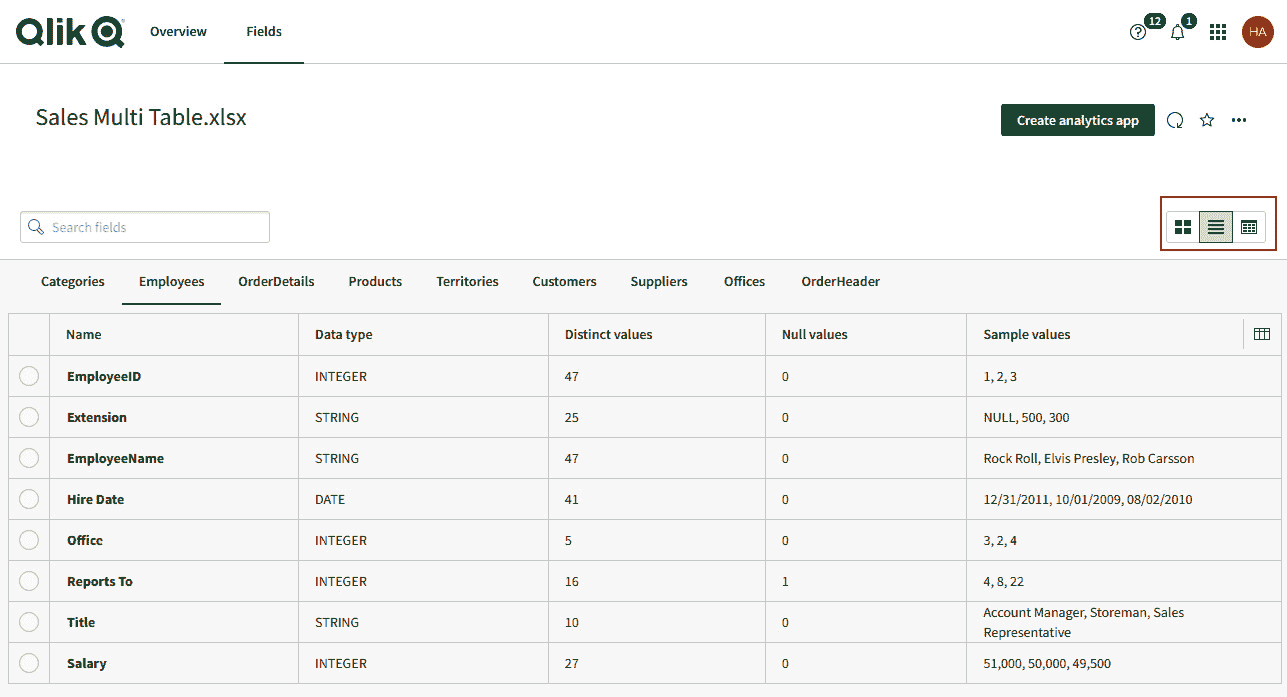 Qlik Q Overview Fields 12 1 HA
Sales Multi Table.xlsx
Create analytics app
Search fields
Categories Employees OrderDetails Products Territories Customers Suppliers Offices OrderHeader
Name Data type Distinct values Null values Sample values
EmployeeID INTEGER 47 0 1, 2, 3
Extension STRING 25 0 NULL, 500, 300
EmployeeName STRING 47 0 Rock Roll, Elvis Presley, Rob Carsson
Hire Date DATE 41 0 12/31/2011, 10/01/2009, 08/02/2010
Office INTEGER 5 0 3, 2, 4
Reports To INTEGER 16 1 4, 8, 22
Title STRING 10 0 Account Manager, Storeman, Sales
Representative
Salary INTEGER 27 0 51,000, 50,000, 49,500